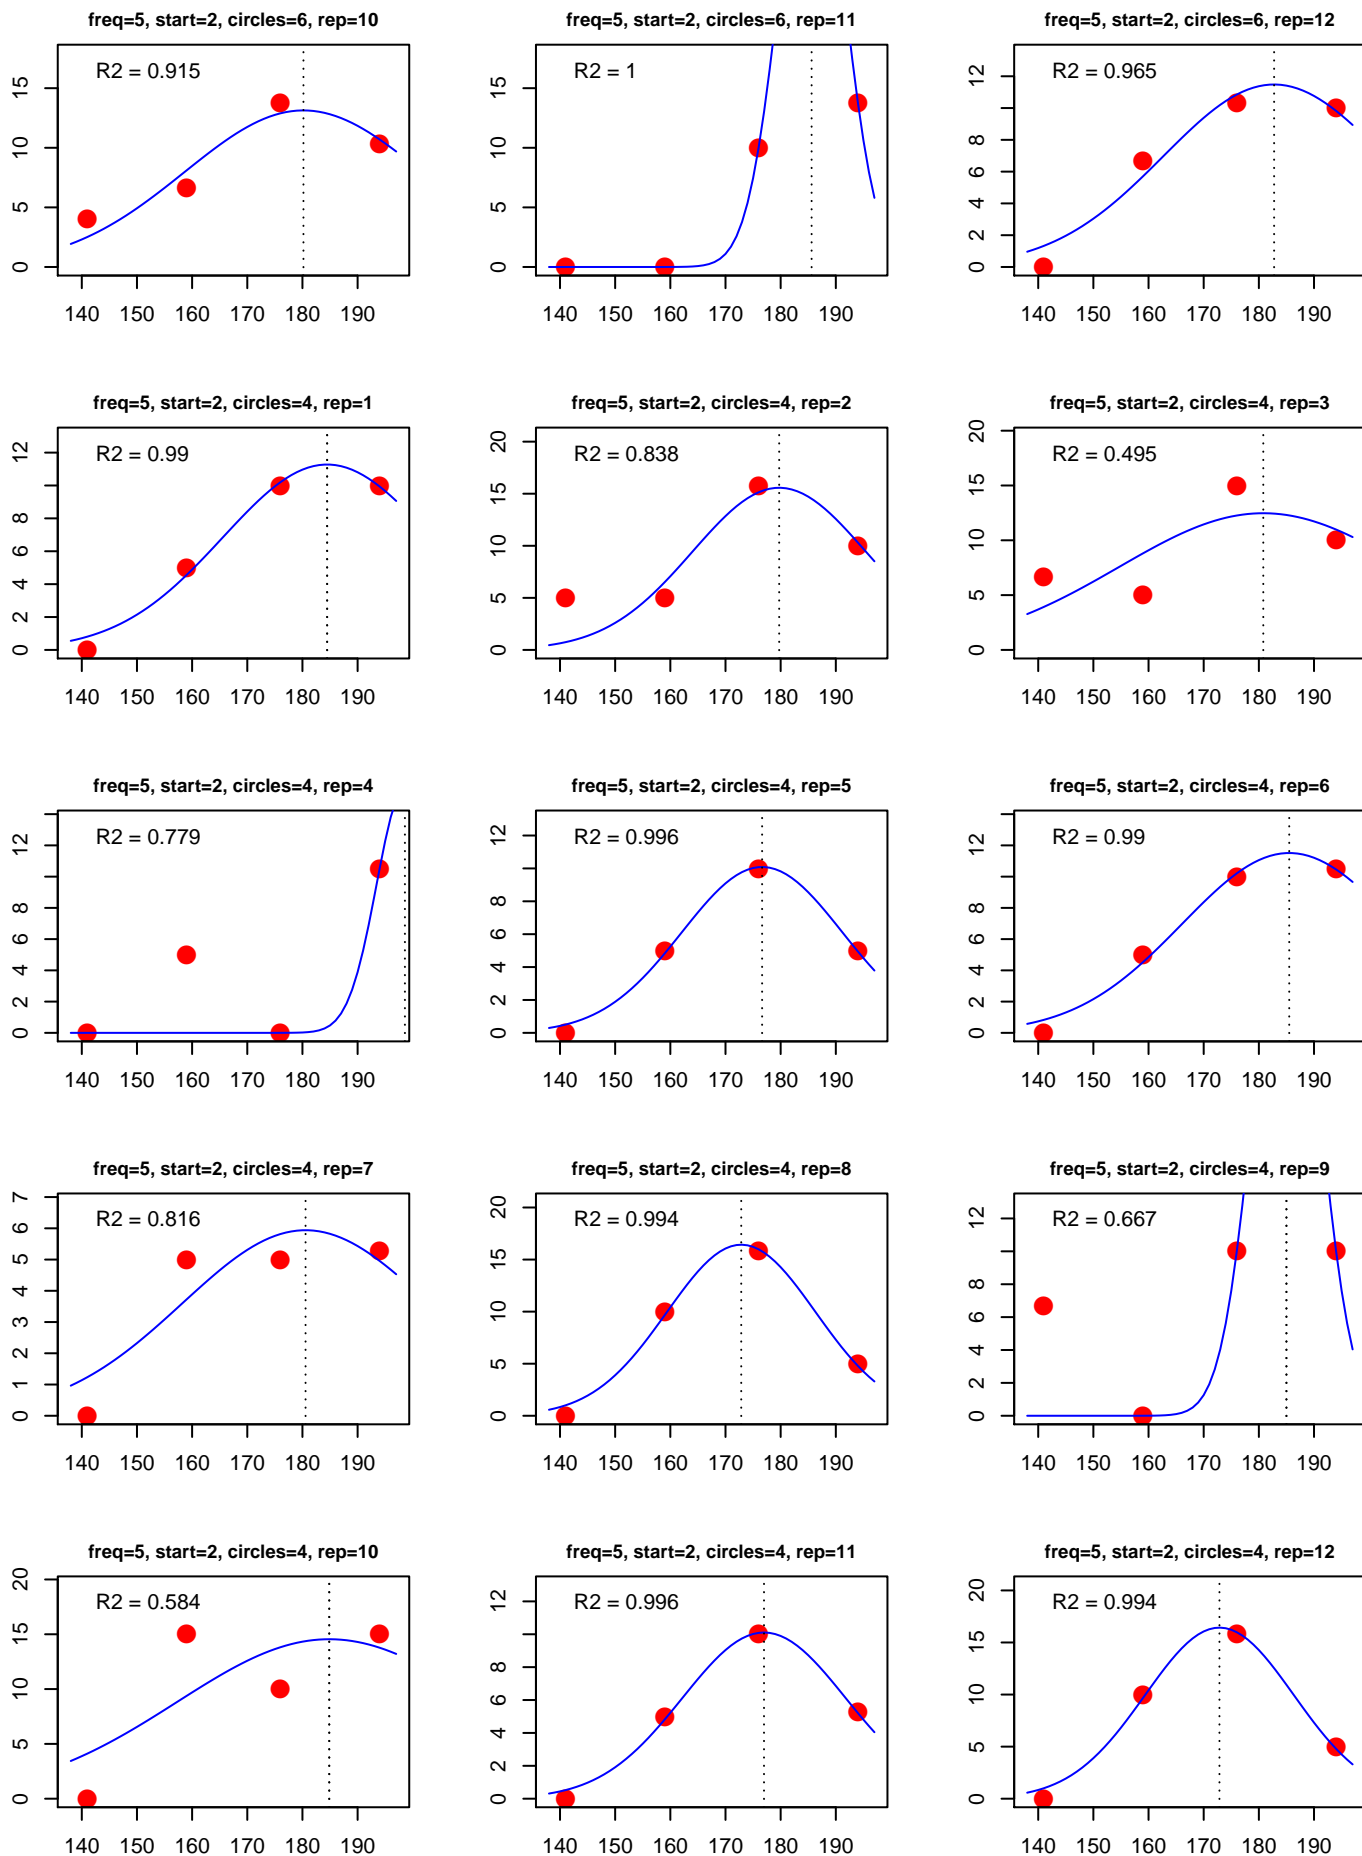 freq=5, start=2, circles=6, rep=10
freq=5, start=2, circles=6, rep=11
freq=5, start=2, circles=6, rep=12
R2 = 0.915
R2 = 1
R2 = 0.965
0 5 10 15
0 5 10 15
0 2 4 6 8 12
140 150 160 170 180 190
140 150 160 170 180 190
140 150 160 170 180 190
freq=5, start=2, circles=4, rep=1
freq=5, start=2, circles=4, rep=2
freq=5, start=2, circles=4, rep=3
R2 = 0.99
R2 = 0.838
R2 = 0.495
0 2 4 6 8 12
0 5 10 15 20
0 5 10 15 20
140 150 160 170 180 190
140 150 160 170 180 190
140 150 160 170 180 190
freq=5, start=2, circles=4, rep=4
freq=5, start=2, circles=4, rep=5
freq=5, start=2, circles=4, rep=6
R2 = 0.779
R2 = 0.996
R2 = 0.99
0 2 4 6 8 12
0 2 4 6 8 12
0 2 4 6 8 12
140 150 160 170 180 190
140 150 160 170 180 190
140 150 160 170 180 190
freq=5, start=2, circles=4, rep=7
freq=5, start=2, circles=4, rep=8
freq=5, start=2, circles=4, rep=9
R2 = 0.816
R2 = 0.994
R2 = 0.667
0 1 2 3 4 5 6 7
0 5 10 15 20
0 2 4 6 8 12
140 150 160 170 180 190
140 150 160 170 180 190
140 150 160 170 180 190
freq=5, start=2, circles=4, rep=10
freq=5, start=2, circles=4, rep=11
freq=5, start=2, circles=4, rep=12
R2 = 0.584
R2 = 0.996
R2 = 0.994
0 5 10 15 20
0 2 4 6 8 12
0 5 10 15 20
140 150 160 170 180 190
140 150 160 170 180 190
140 150 160 170 180 190